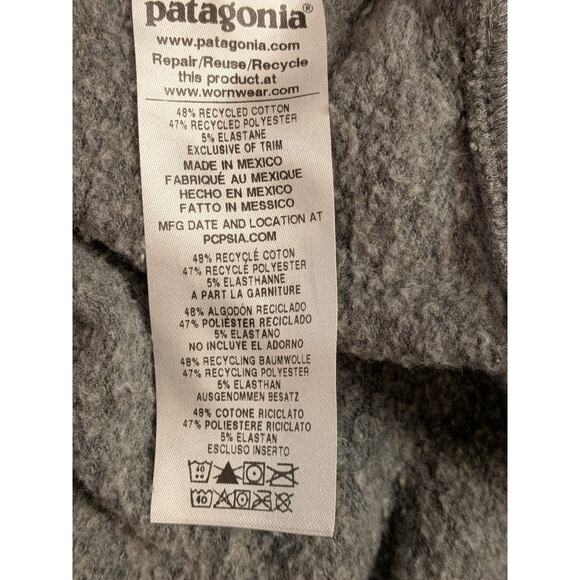 patagonia®
www.patagonia.com
Repair/Reuse/Recycle
this product.at
www.wornwear.com
48% RECYCLED COTTON
47% RECYCLED POLYESTER
5% ELASTANE
EXCLUSIVE OF TRIM
MADE IN MEXICO
FABRIQUÉ AU MEXIQUE
HECHO EN MEXICO
FATTO IN MESSICO
MFG DATE AND LOCATION AT
PCPSIA.COM
48% RECYCLÉ COTON
47% RECYCLÉ POLYESTER
5% ÉLASTHANNE
A PART LA GARNITURE
48% ALGODÓN RECICLADO
47% POLIÉSTER RECICLADO
5% ELASTANO
NO INCLUYE EL ADORNO
48% RECYCLING BAUMWOLLE
47% RECYCLING POLYESTER
5% ELASTHAN
AUSGENOMMEN BESATZ
48% COTONE RICICLATO
47% POLIESTERE RICICLATO
5% ELASTAN
ESCLUSO INSERTO
40
40